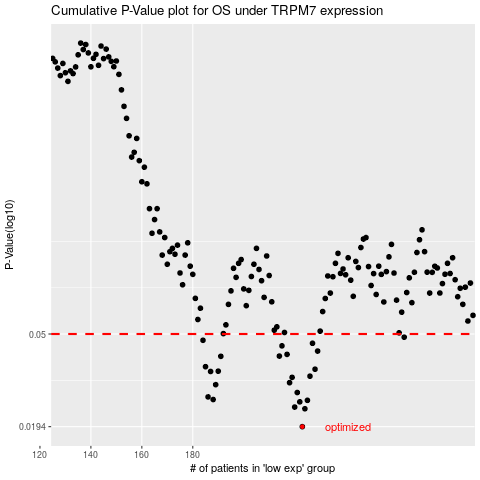 Cumulative P-Value plot for OS under TRPM7 expression
P-Value(log10)
0.05
0.0194
optimized
120 140 160 180
# of patients in 'low exp' group